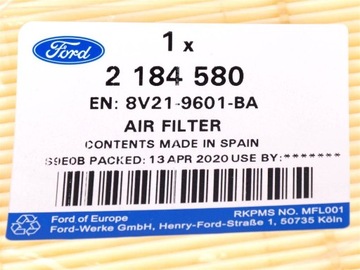 Ford
1 x
2 184 580
EN: 8V21-9601-BA
AIR FILTER
CONTENTS MADE IN SPAIN
S9E0B PACKED: 13 APR 2020 USE BY:*******
RKPMS NO. MFL001
Ford of Europe
Ford-Werke GmbH, Henry-Ford-Straße 1, 50735 Köln